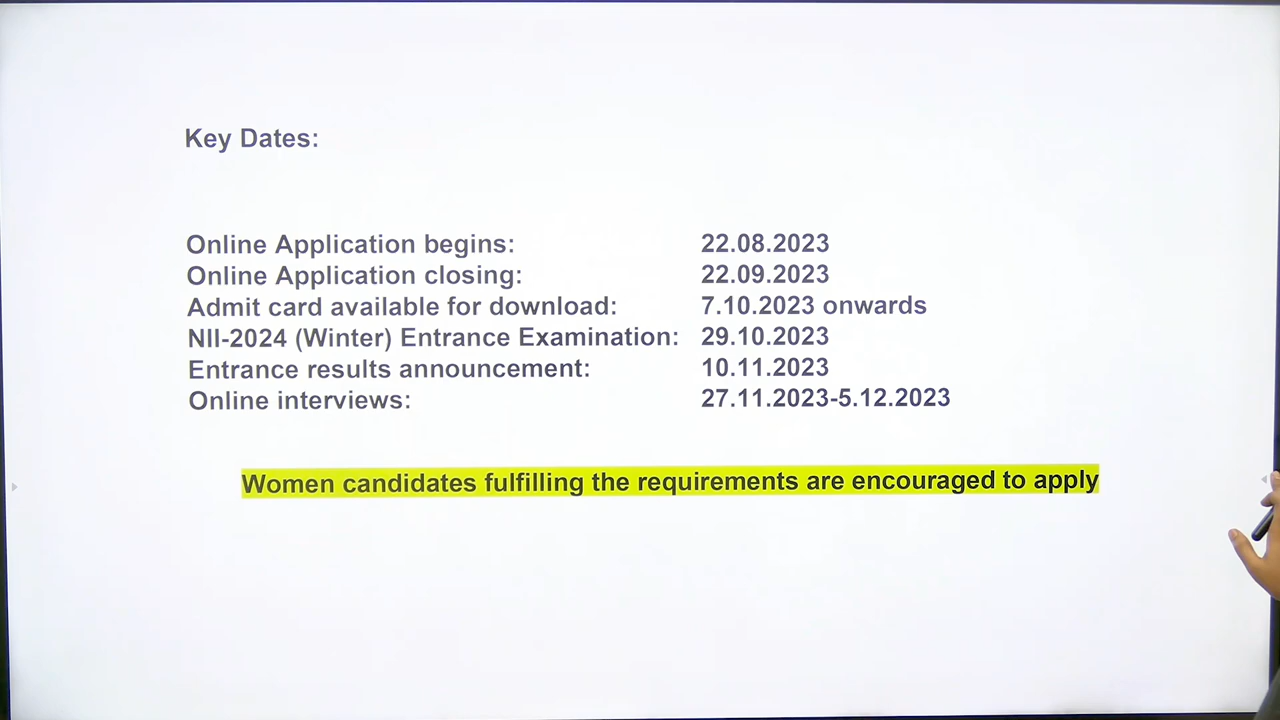 Key Dates:
Online Application begins: 22.08.2023
Online Application closing: 22.09.2023
Admit card available for download: 7.10.2023 onwards
NII-2024 (Winter) Entrance Examination: 29.10.2023
Entrance results announcement: 10.11.2023
Online interviews: 27.11.2023-5.12.2023
Women candidates fulfilling the requirements are encouraged to apply